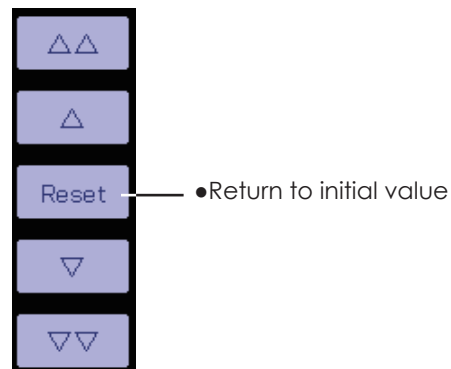 △△
△
Reset
●Return to initial value
▽
▽▽